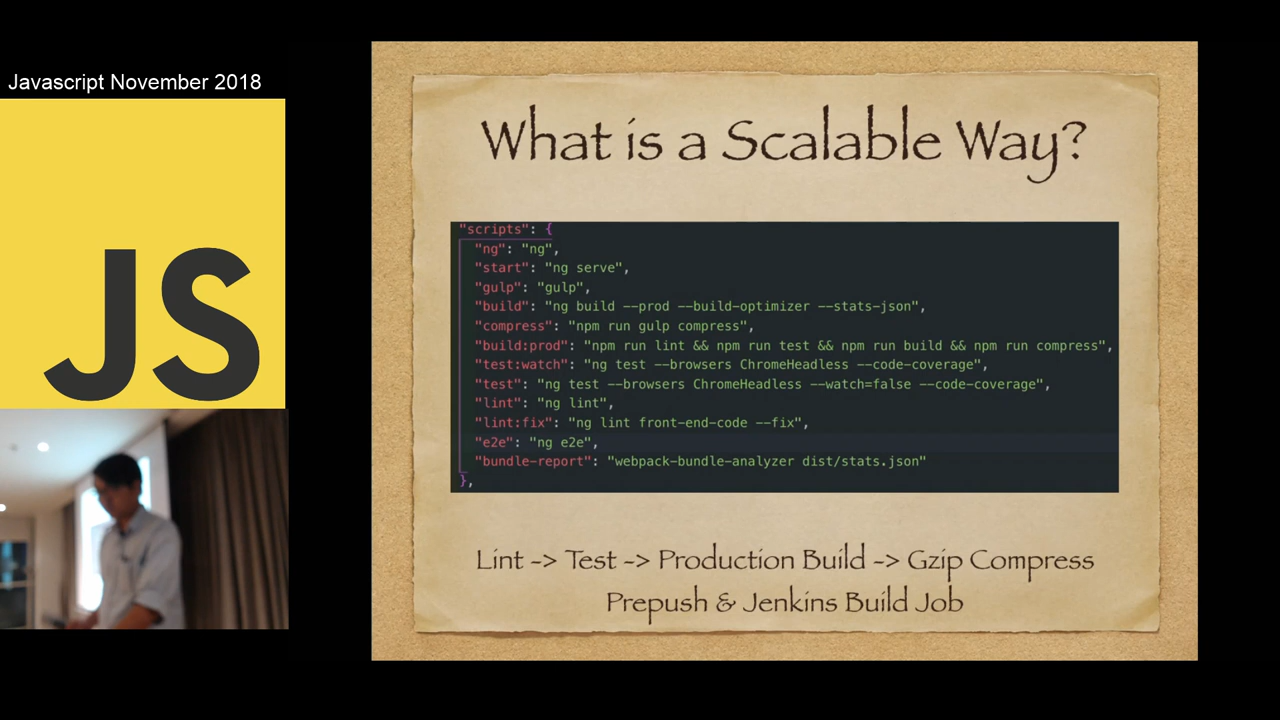 Javascript November 2018
JS
What is a Scalable Way?
"scripts": {
"ng": "ng",
"start": "ng serve",
"gulp": "gulp",
"build": "ng build --prod --build-optimizer --stats-json",
"compress": "npm run gulp compress",
"build:prod": "npm run lint && npm run test && npm run build && npm run compress",
"test:watch": "ng test --browsers ChromeHeadless --code-coverage",
"test": "ng test --browsers ChromeHeadless --watch=false --code-coverage",
"lint": "ng lint",
"lint:fix": "ng lint front-end-code --fix",
"e2e": "ng e2e",
"bundle-report": "webpack-bundle-analyzer dist/stats.json"
},
Lint -> Test -> Production Build -> Gzip Compress
Prepush & Jenkins Build Job